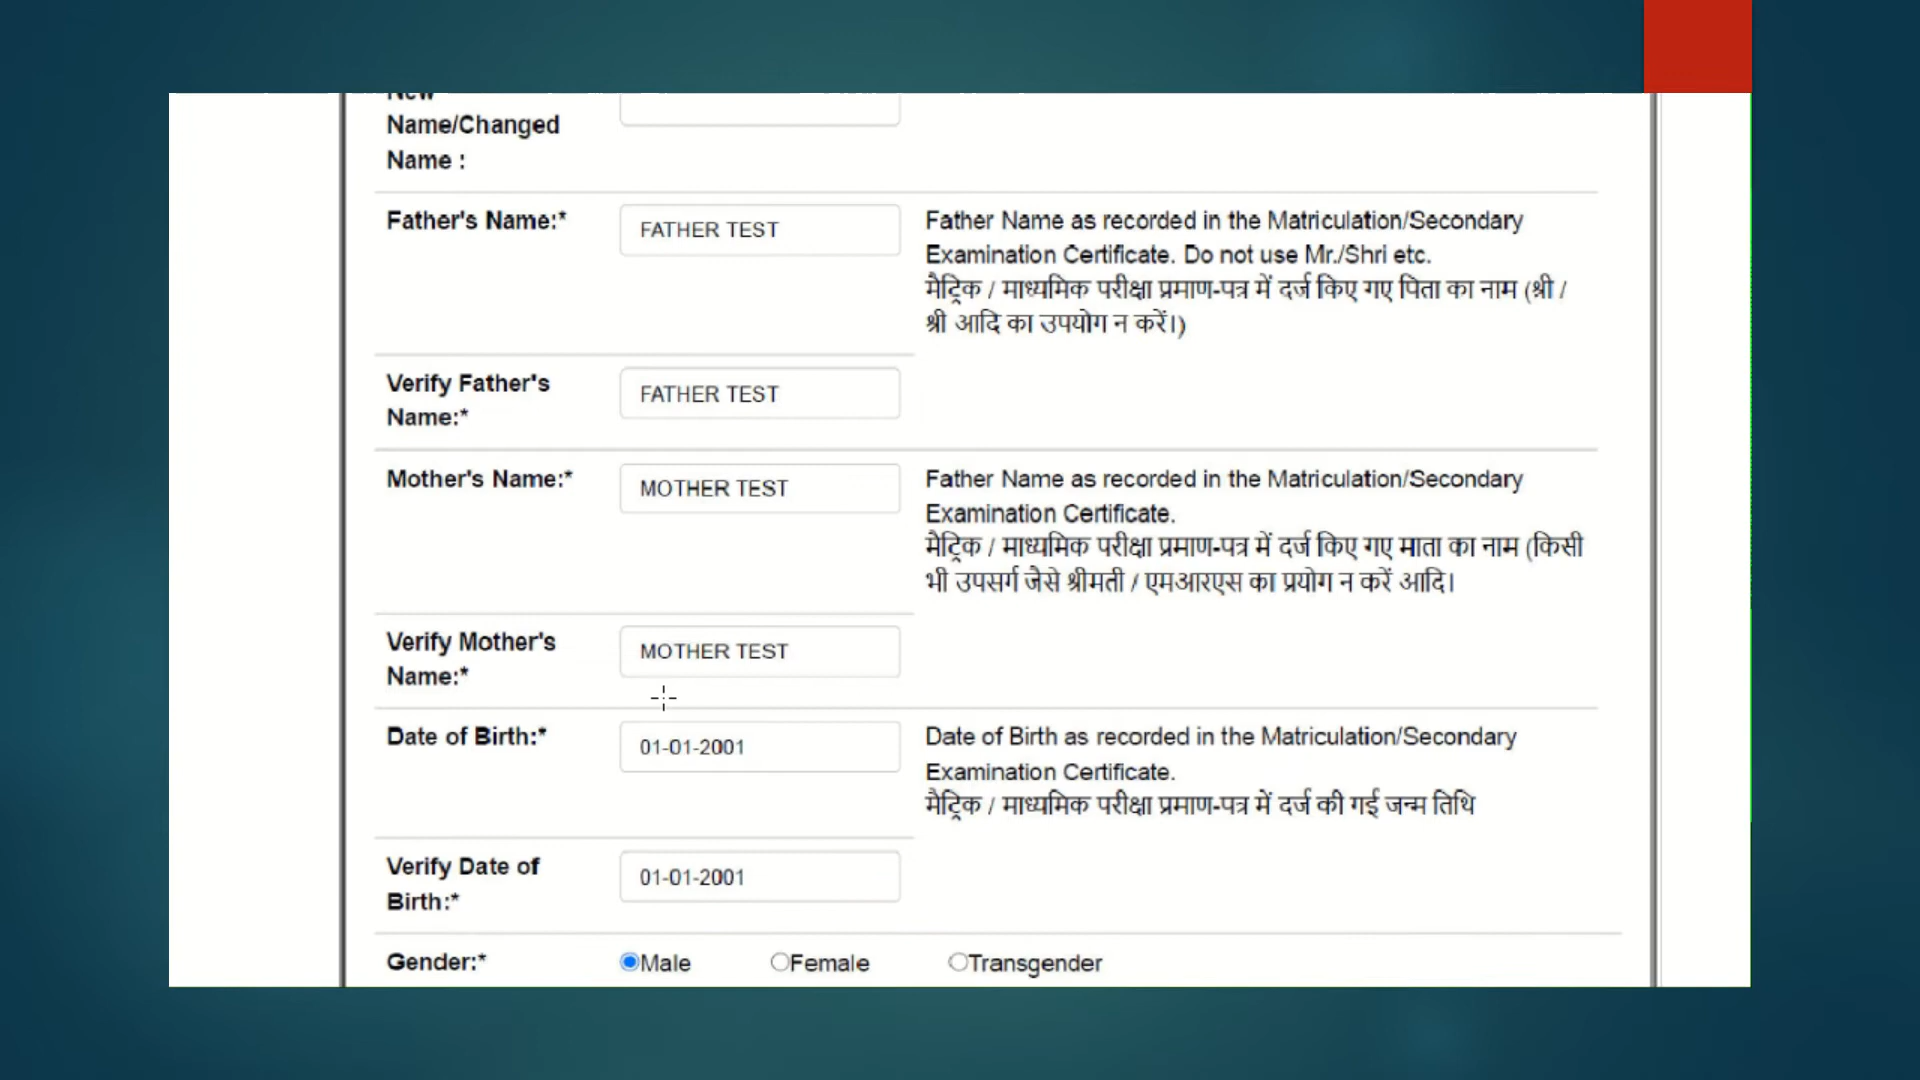 New
Name/Changed
Name :
Father's Name:*
FATHER TEST
Father Name as recorded in the Matriculation/Secondary
Examination Certificate. Do not use Mr./Shri etc.
मैट्रिक / माध्यमिक परीक्षा प्रमाण-पत्र में दर्ज किए गए पिता का नाम (श्री /
श्री आदि का उपयोग न करें।)
Verify Father's
Name:*
FATHER TEST
Mother's Name:*
MOTHER TEST
Father Name as recorded in the Matriculation/Secondary
Examination Certificate.
मैट्रिक / माध्यमिक परीक्षा प्रमाण-पत्र में दर्ज किए गए माता का नाम (किसी
भी उपसर्ग जैसे श्रीमती / एमआरएस का प्रयोग न करें आदि।
Verify Mother's
Name:*
MOTHER TEST
Date of Birth:*
01-01-2001
Date of Birth as recorded in the Matriculation/Secondary
Examination Certificate.
मैट्रिक / माध्यमिक परीक्षा प्रमाण-पत्र में दर्ज की गई जन्म तिथि
Verify Date of
Birth:*
01-01-2001
Gender:*
Male Female Transgender